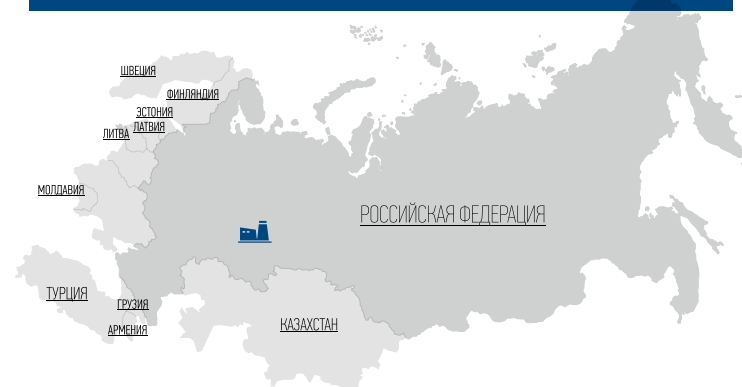 ШВЕЦИЯ
ФИНЛЯНДИЯ
ЭСТОНИЯ
ЛАТВИЯ
ЛИТВА
МОЛДАВИЯ
РОССИЙСКАЯ ФЕДЕРАЦИЯ
ТУРЦИЯ
ГРУЗИЯ
АРМЕНИЯ
КАЗАХСТАН